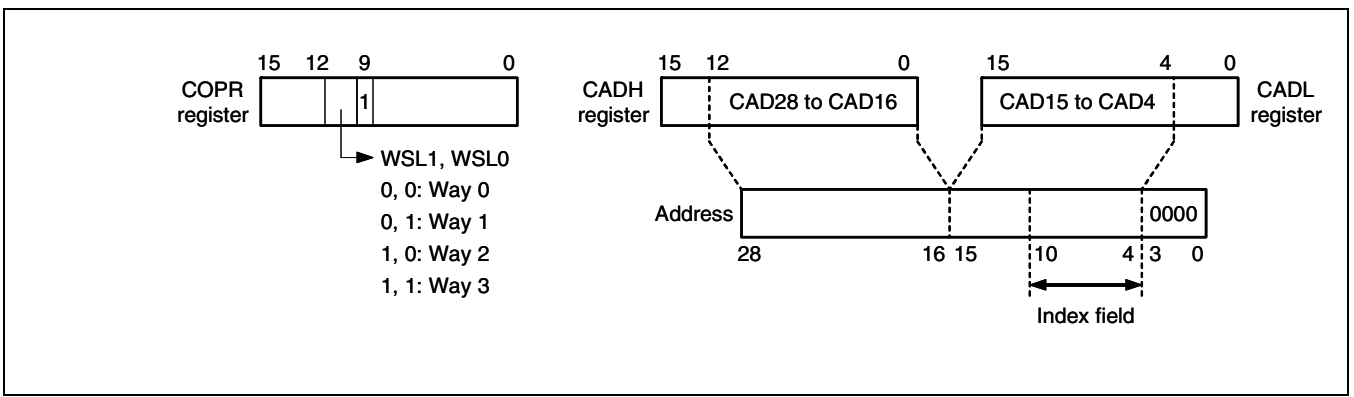 15 12 9 0
COPR
register
1
WSL1, WSL0
0, 0: Way 0
0, 1: Way 1
1, 0: Way 2
1, 1: Way 3
15 12 0
CADH
register
CAD28 to CAD16
15 4 0
CAD15 to CAD4
CADL
register
Address
0000
28 16 15 10 4 3 0
Index field